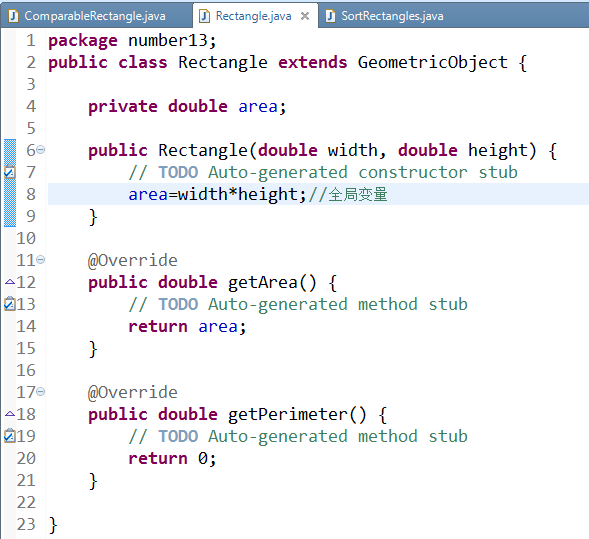 ComparableRectangle.java Rectangle.java SortRectangles.java
1 package number13;
2 public class Rectangle extends GeometricObject {
3
4     private double area;
5
6     public Rectangle(double width, double height) {
7         // TODO Auto-generated constructor stub
8         area=width*height;//全局变量
9     }
10
11     @Override
12     public double getArea() {
13         // TODO Auto-generated method stub
14         return area;
15     }
16
17     @Override
18     public double getPerimeter() {
19         // TODO Auto-generated method stub
20         return 0;
21     }
22
23 }